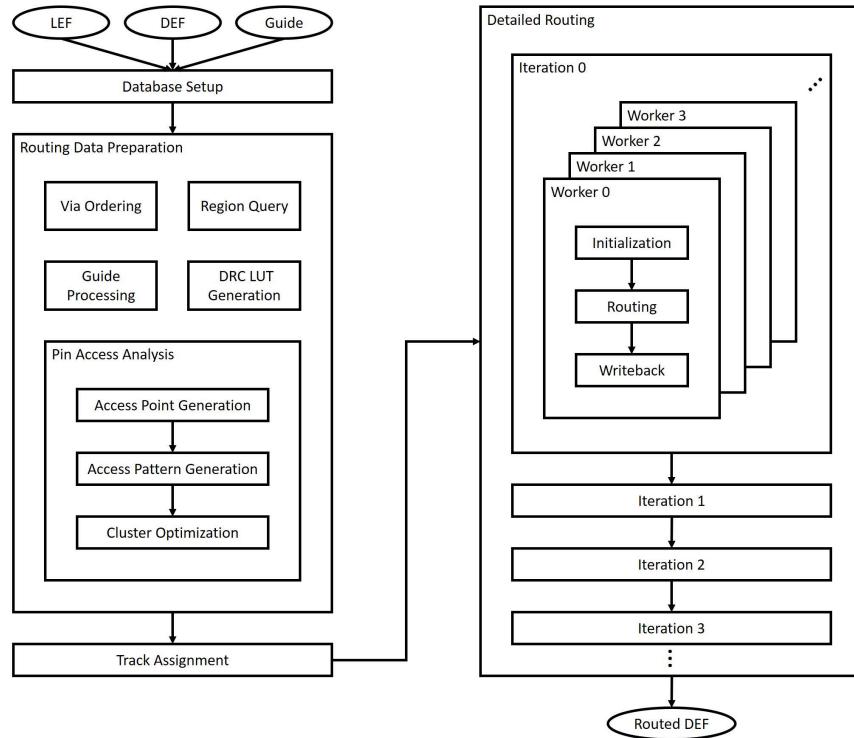 LEF
DEF
Guide
Database Setup
Routing Data Preparation
Via Ordering
Region Query
Guide
Processing
DRC LUT
Generation
Pin Access Analysis
Access Point Generation
Access Pattern Generation
Cluster Optimization
Track Assignment
Detailed Routing
Iteration 0
Worker 3
Worker 2
Worker 1
Worker 0
Initialization
Routing
Writeback
Iteration 1
Iteration 2
Iteration 3
Routed DEF